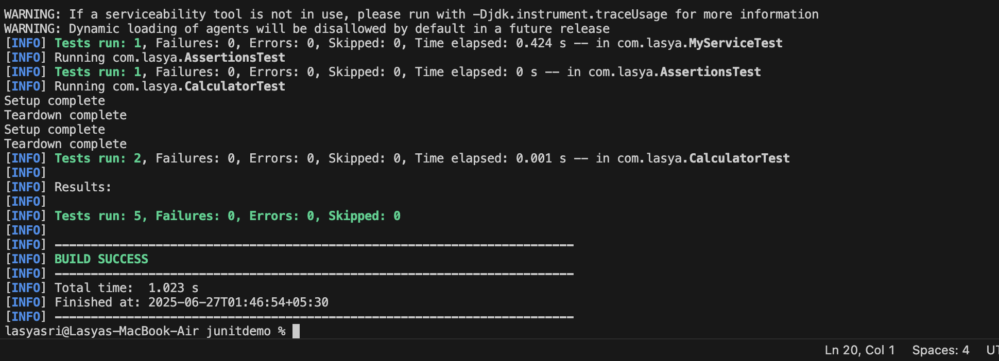 WARNING: If a serviceability tool is not in use, please run with -Djdk.instrument.traceUsage for more information
WARNING: Dynamic loading of agents will be disallowed by default in a future release
[INFO] Tests run: 1, Failures: 0, Errors: 0, Skipped: 0, Time elapsed: 0.424 s -- in com.lasya.MyServiceTest
[INFO] Running com.lasya.AssertionsTest
[INFO] Tests run: 1, Failures: 0, Errors: 0, Skipped: 0, Time elapsed: 0 s -- in com.lasya.AssertionsTest
[INFO] Running com.lasya.CalculatorTest
Setup complete
Teardown complete
Setup complete
Teardown complete
[INFO] Tests run: 2, Failures: 0, Errors: 0, Skipped: 0, Time elapsed: 0.001 s -- in com.lasya.CalculatorTest
[INFO]
[INFO] Results:
[INFO]
[INFO] Tests run: 5, Failures: 0, Errors: 0, Skipped: 0
[INFO]
[INFO] ------------------------------------------------------------------------
[INFO] BUILD SUCCESS
[INFO] ------------------------------------------------------------------------
[INFO] Total time:  1.023 s
[INFO] Finished at: 2025-06-27T01:46:54+05:30
[INFO] ------------------------------------------------------------------------
lasyasri@Lasyas-MacBook-Air junitdemo %
Ln 20, Col 1 Spaces: 4